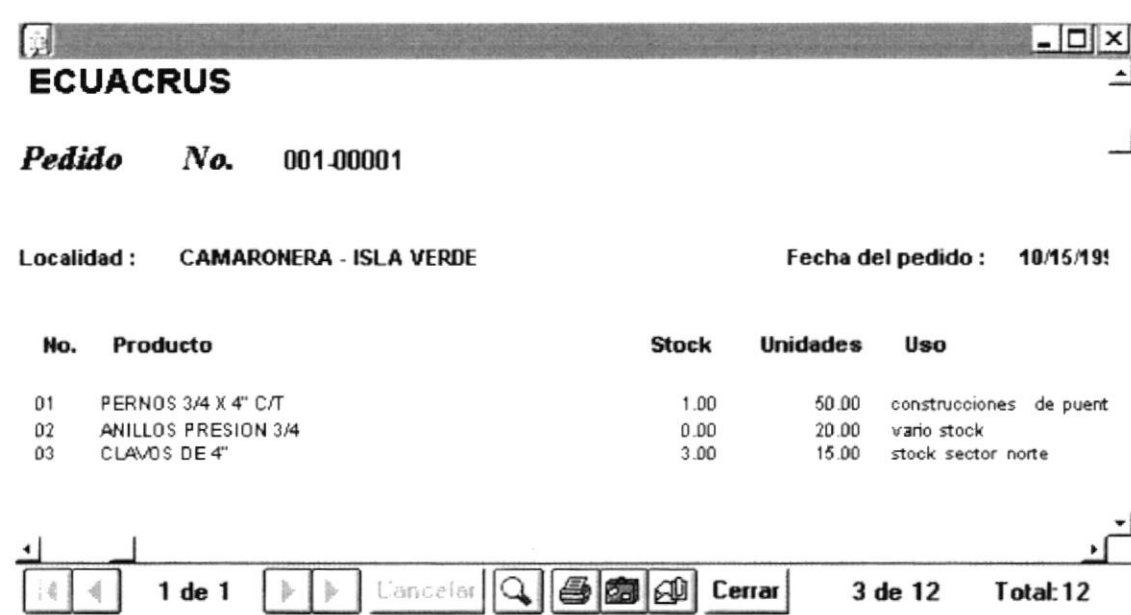 ECUACRUS
Pedido No. 001-00001
Localidad : CAMARONERA - ISLA VERDE Fecha del pedido : 10/15/199
No. Producto Stock Unidades Uso
01 PERNOS 3/4 X 4" C/T 1.00 50.00 construcciones de puent
02 ANILLOS PRESION 3/4 0.00 20.00 vario stock
03 CLAVOS DE 4" 3.00 15.00 stock sector norte
1 de 1 Cancelar Cerrar 3 de 12 Total:12